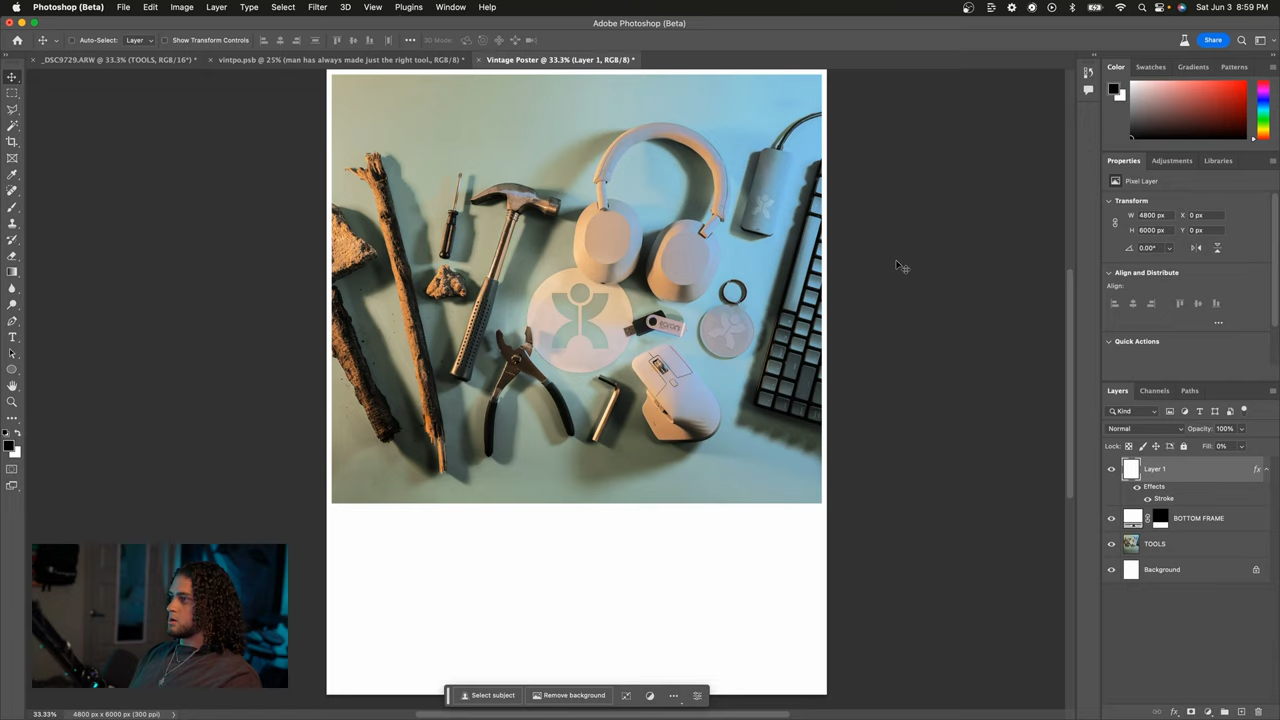 Photoshop (Beta) File Edit Image Layer Type Select Filter 3D View Plugins Window Help Sat Jun 3 8:59 PM
Adobe Photoshop (Beta)
Auto-Select: Layer Show Transform Controls 3D Mode: Share
_DSC9729.ARW @ 33.3% (TOOLS, RGB/16*) * vintpo.psb @ 25% (man has always made just the right tool., RGB/8) * Vintage Poster @ 33.3% (Layer 1, RGB/8) *
Color Swatches Gradients Patterns
Properties Adjustments Libraries
Pixel Layer
Transform
W 4800 px X 0 px
H 6000 px Y 0 px
0.00°
Align and Distribute
Align:
Quick Actions
Layers Channels Paths
Kind
Normal Opacity: 100%
Lock: Fill: 0%
Layer 1 fx
Effects
Stroke
BOTTOM FRAME
TOOLS
Background
Select subject Remove background
33.33% 4800 px x 6000 px (300 ppi)